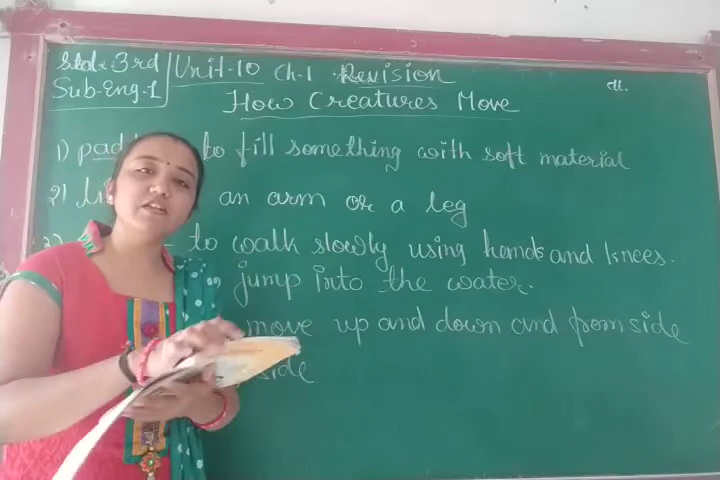 Std.:- 3rd
Sub-Eng-1
Unit-10 Ch.1 Revision
How Creatures Move
1) to fill something with soft material
2) an arm or a leg
3) - to walk slowly using hands and knees.
jump into the water.
move up and down and from side
side